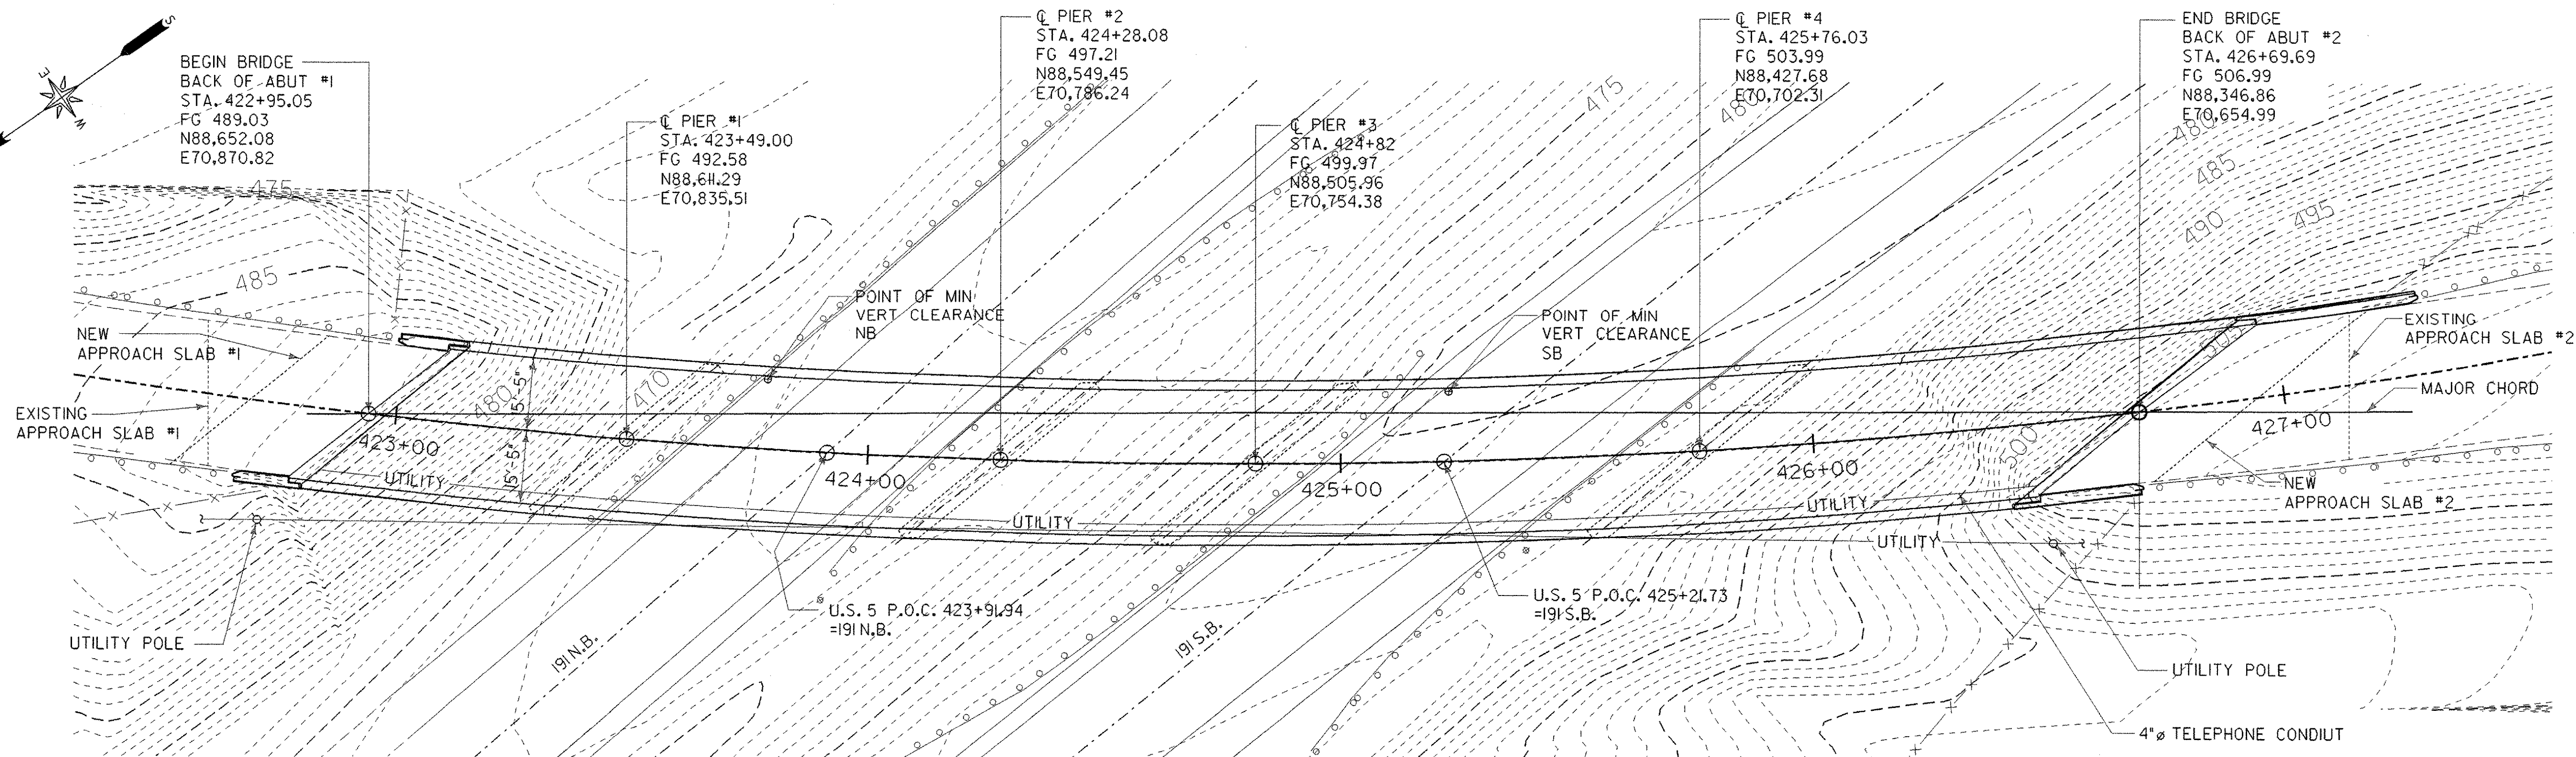 S
E
W
BEGIN BRIDGE
BACK OF ABUT #1
STA. 422+95.05
FG 489.03
N88,652.08
E70,870.82
℄ PIER #1
STA. 423+49.00
FG 492.58
N88,611.29
E70,835.51
℄ PIER #2
STA. 424+28.08
FG 497.21
N88,549.45
E70,786.24
℄ PIER #3
STA. 424+82
FG 499.97
N88,505.96
E70,754.38
℄ PIER #4
STA. 425+76.03
FG 503.99
N88,427.68
E70,702.31
END BRIDGE
BACK OF ABUT #2
STA. 426+69.69
FG 506.99
N88,346.86
E70,654.99
475
485
480
470
475
480
480
485
490
495
500
NEW
APPROACH SLAB #1
EXISTING
APPROACH SLAB #1
15'-5"
15'-5"
POINT OF MIN
VERT CLEARANCE
NB
POINT OF MIN
VERT CLEARANCE
SB
EXISTING
APPROACH SLAB #2
MAJOR CHORD
423+00
424+00
425+00
426+00
427+00
UTILITY
UTILITY
UTILITY
UTILITY
NEW
APPROACH SLAB #2
U.S. 5 P.O.C. 423+91.94
=191 N.B.
U.S. 5 P.O.C. 425+21.73
=191 S.B.
UTILITY POLE
191 N.B.
191 S.B.
UTILITY POLE
4"ø TELEPHONE CONDIUT